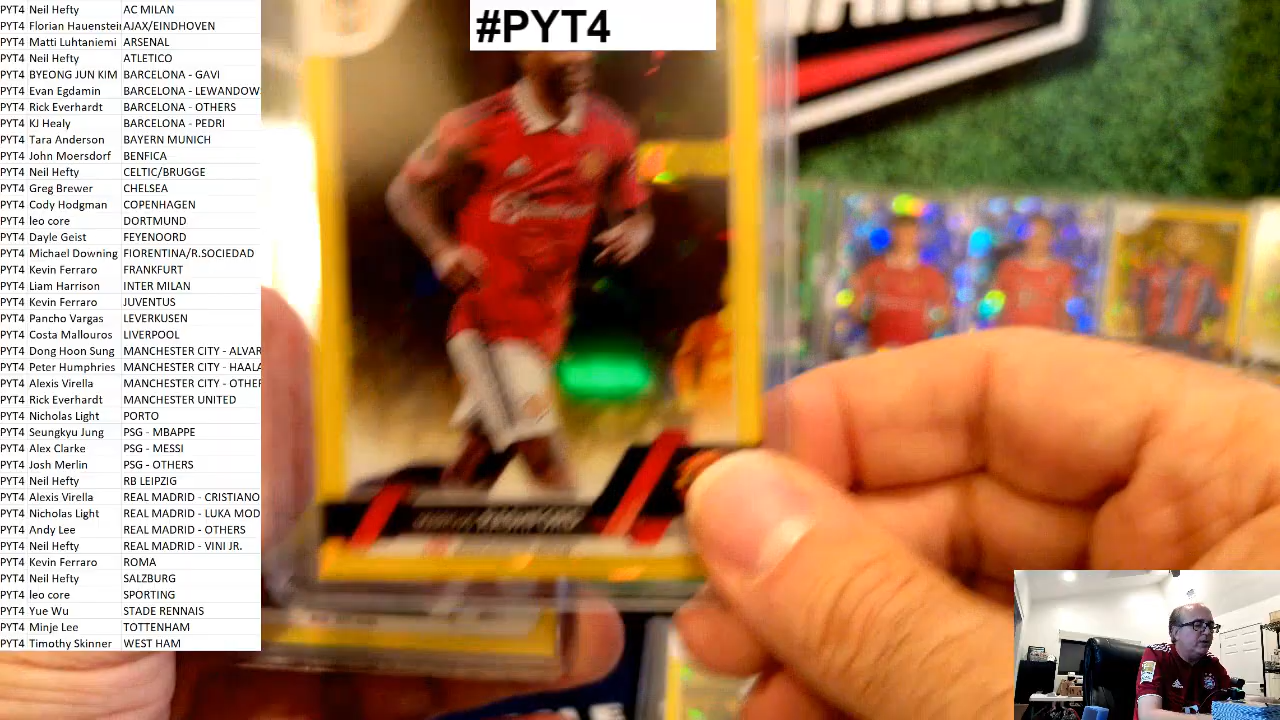 #PYT4
PYT4 Neil Hefty AC MILAN
PYT4 Florian Hauenstein AJAX/EINDHOVEN
PYT4 Matti Luhtaniemi ARSENAL
PYT4 Neil Hefty ATLETICO
PYT4 BYEONG JUN KIM BARCELONA - GAVI
PYT4 Evan Egdamin BARCELONA - LEWANDOW
PYT4 Rick Everhardt BARCELONA - OTHERS
PYT4 KJ Healy BARCELONA - PEDRI
PYT4 Tara Anderson BAYERN MUNICH
PYT4 John Moersdorf BENFICA
PYT4 Neil Hefty CELTIC/BRUGGE
PYT4 Greg Brewer CHELSEA
PYT4 Cody Hodgman COPENHAGEN
PYT4 leo core DORTMUND
PYT4 Dayle Geist FEYENOORD
PYT4 Michael Downing FIORENTINA/R.SOCIEDAD
PYT4 Kevin Ferraro FRANKFURT
PYT4 Liam Harrison INTER MILAN
PYT4 Kevin Ferraro JUVENTUS
PYT4 Pancho Vargas LEVERKUSEN
PYT4 Costa Mallouros LIVERPOOL
PYT4 Dong Hoon Sung MANCHESTER CITY - ALVAR
PYT4 Peter Humphries MANCHESTER CITY - HAALA
PYT4 Alexis Virella MANCHESTER CITY - OTHE
PYT4 Rick Everhardt MANCHESTER UNITED
PYT4 Nicholas Light PORTO
PYT4 Seungkyu Jung PSG - MBAPPE
PYT4 Alex Clarke PSG - MESSI
PYT4 Josh Merlin PSG - OTHERS
PYT4 Neil Hefty RB LEIPZIG
PYT4 Alexis Virella REAL MADRID - CRISTIANO
PYT4 Nicholas Light REAL MADRID - LUKA MOD
PYT4 Andy Lee REAL MADRID - OTHERS
PYT4 Neil Hefty REAL MADRID - VINI JR.
PYT4 Kevin Ferraro ROMA
PYT4 Neil Hefty SALZBURG
PYT4 leo core SPORTING
PYT4 Yue Wu STADE RENNAIS
PYT4 Minje Lee TOTTENHAM
PYT4 Timothy Skinner WEST HAM